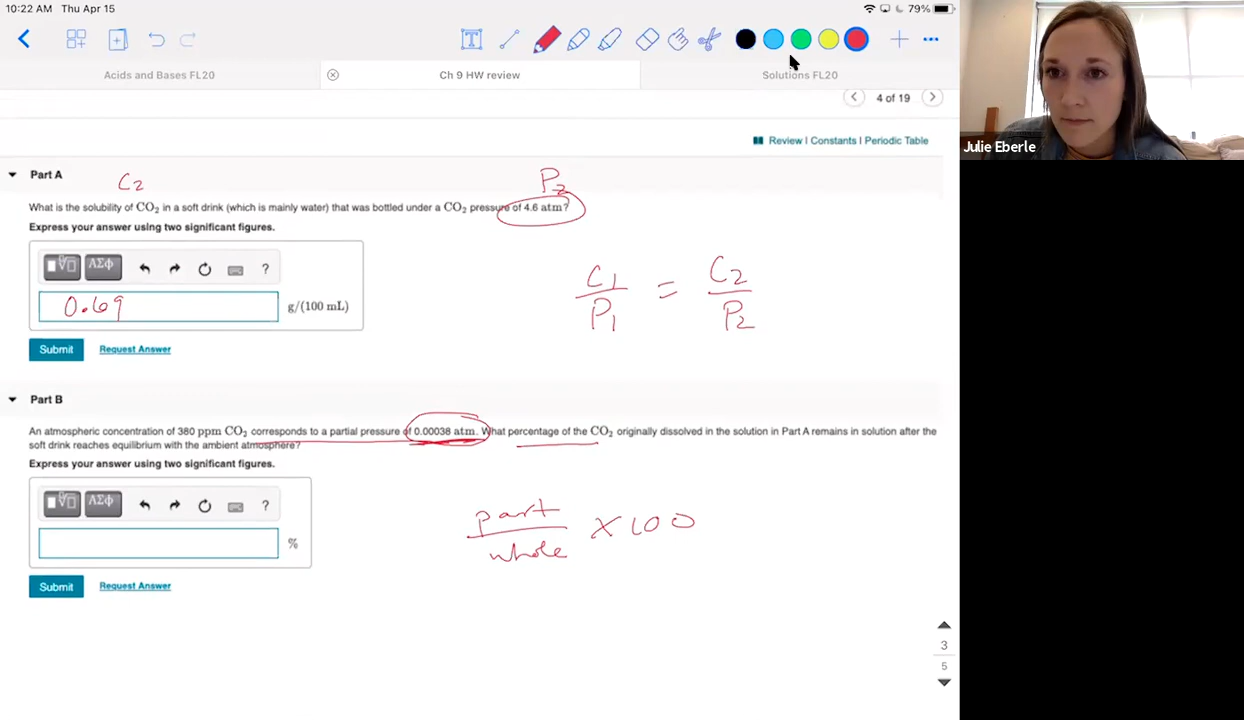 10:22 AM Thu Apr 15
79%
Acids and Bases FL20
Ch 9 HW review
Solutions FL20
4 of 19
Review | Constants | Periodic Table
Part A
C2
P2
What is the solubility of CO2 in a soft drink (which is mainly water) that was bottled under a CO2 pressure of 4.6 atm?
Express your answer using two significant figures.
ΑΣΦ
?
0.69
g/(100 mL)
C1/P1 = C2/P2
Submit
Request Answer
Part B
An atmospheric concentration of 380 ppm CO2 corresponds to a partial pressure of 0.00038 atm. What percentage of the CO2 originally dissolved in the solution in Part A remains in solution after the
soft drink reaches equilibrium with the ambient atmosphere?
Express your answer using two significant figures.
ΑΣΦ
?
%
part/whole x 100
Submit
Request Answer
3
5
Julie Eberle